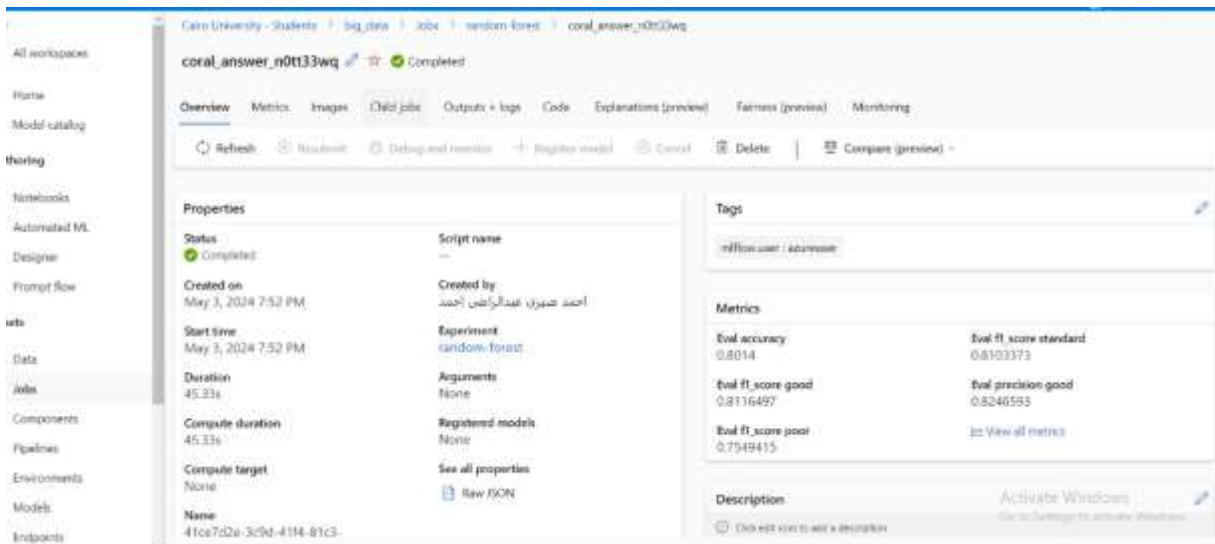 Cairo University - Students > big_data > Jobs > random-forest > coral_answer_n0tt33wq
All workspaces
coral_answer_n0tt33wq Completed
Home
Model catalog
Overview Metrics Images Child jobs Outputs + logs Code Explanations (preview) Fairness (preview) Monitoring
Refresh Resubmit Debug and monitor + Register model Cancel Delete Compare (preview)
thoring
Notebooks
Automated ML
Designer
Prompt flow
sets
Data
Jobs
Components
Pipelines
Environments
Models
Endpoints
Properties
Status
Completed
Created on
May 3, 2024 7:52 PM
Start time
May 3, 2024 7:52 PM
Duration
45.33s
Compute duration
45.33s
Compute target
None
Name
41ce7d2e-3c9d-41f4-81c3-
Script name
—
Created by
احمد صبري عبدالراضي احمد
Experiment
random-forest
Arguments
None
Registered models
None
See all properties
Raw JSON
Tags
mlflow.user : azureuser
Metrics
Eval accuracy
0.8014
Eval f1_score good
0.8116497
Eval f1_score poor
0.7549415
Eval f1_score standard
0.8103373
Eval precision good
0.8246593
View all metrics
Description
Click edit icon to add a description
Activate Windows
Go to Settings to activate Windows.